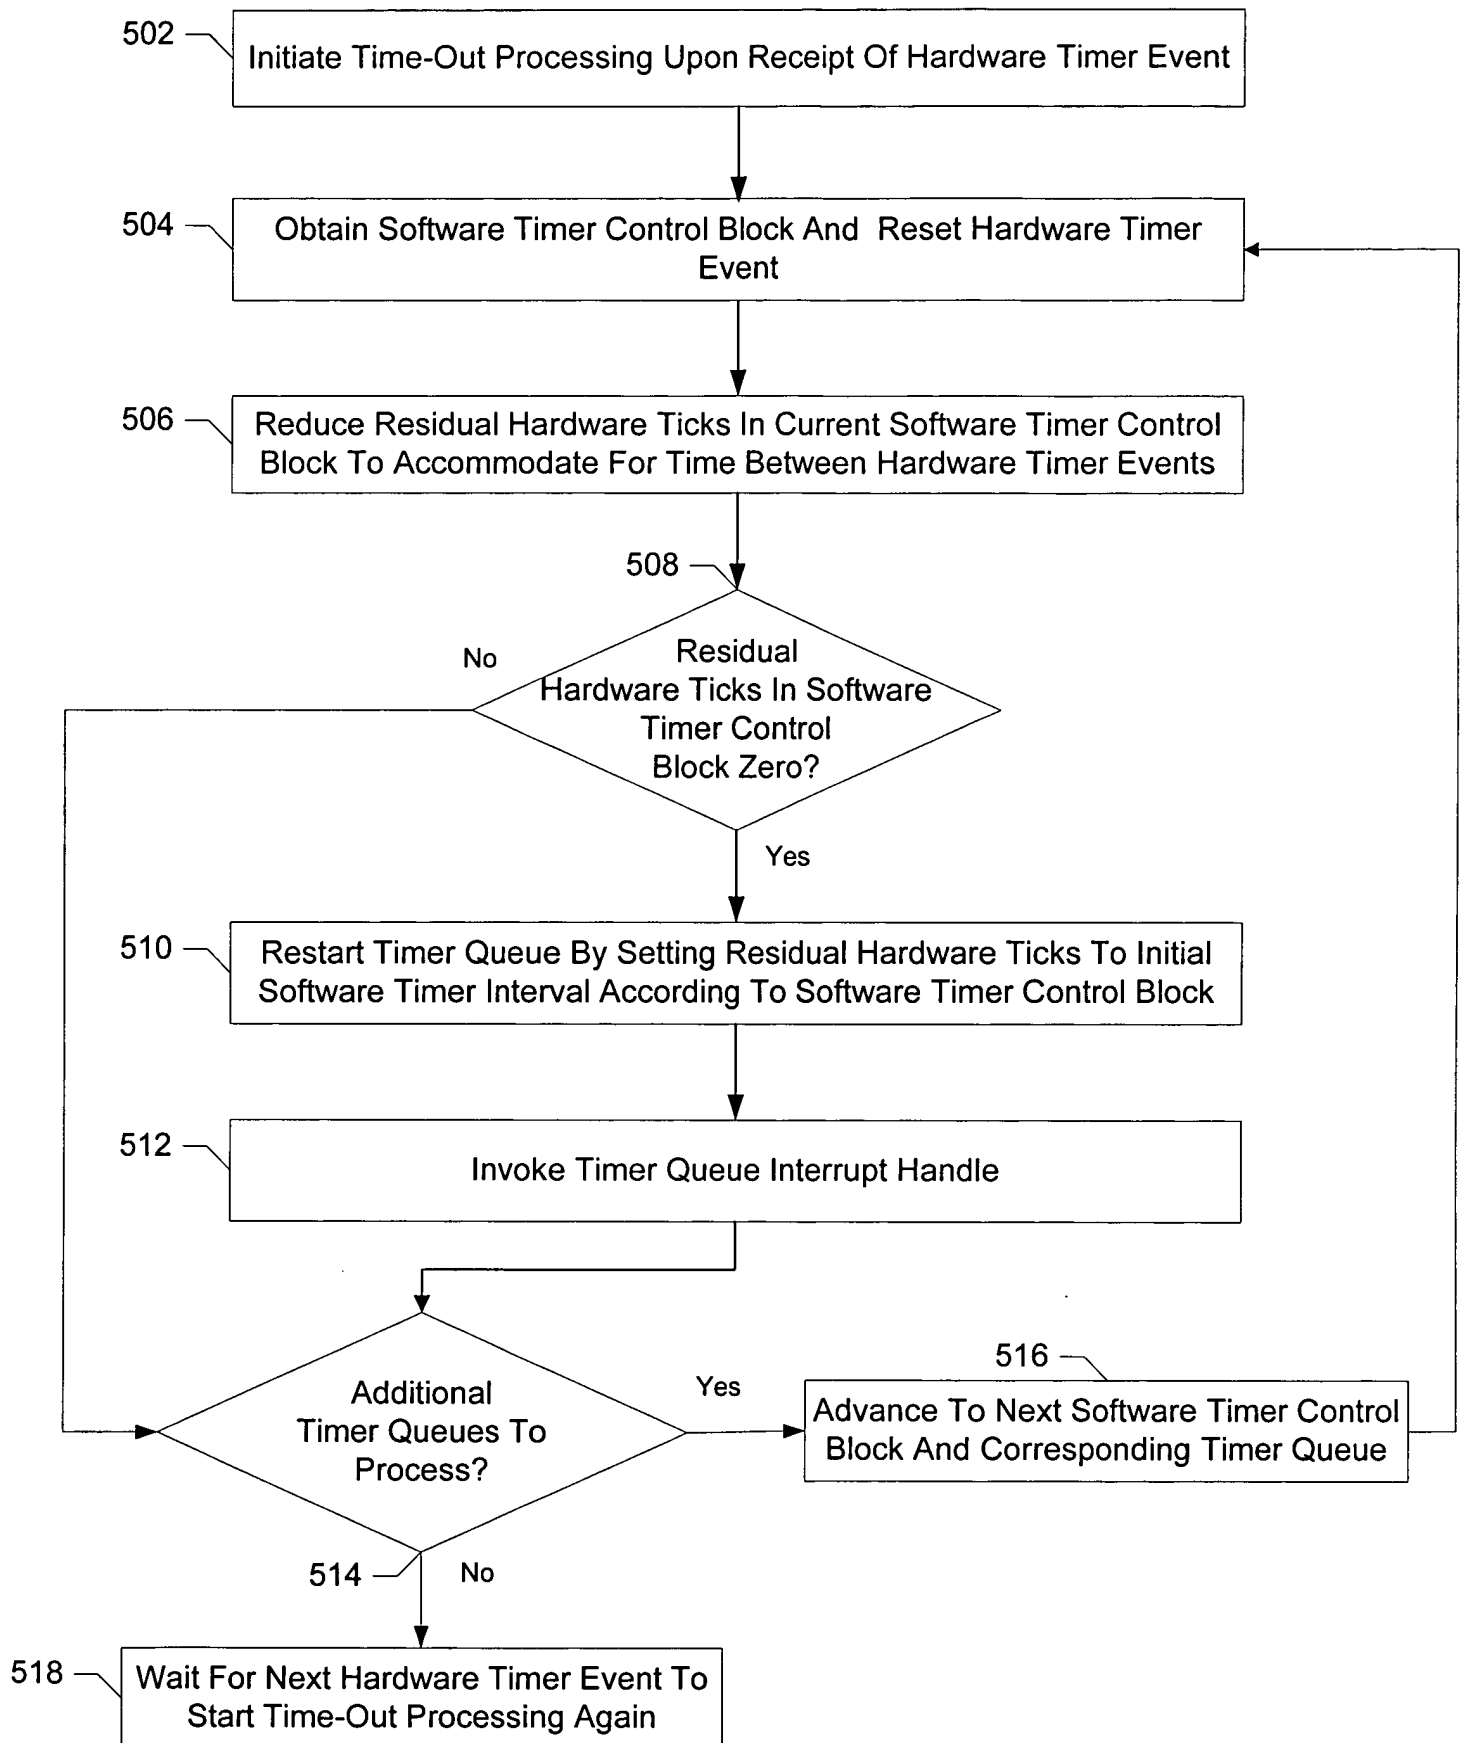 502
Initiate Time-Out Processing Upon Receipt Of Hardware Timer Event
504
Obtain Software Timer Control Block And Reset Hardware Timer
Event
506
Reduce Residual Hardware Ticks In Current Software Timer Control
Block To Accommodate For Time Between Hardware Timer Events
508
No
Residual
Hardware Ticks In Software
Timer Control
Block Zero?
Yes
510
Restart Timer Queue By Setting Residual Hardware Ticks To Initial
Software Timer Interval According To Software Timer Control Block
512
Invoke Timer Queue Interrupt Handle
Additional
Timer Queues To
Process?
Yes
516
Advance To Next Software Timer Control
Block And Corresponding Timer Queue
514
No
518
Wait For Next Hardware Timer Event To
Start Time-Out Processing Again